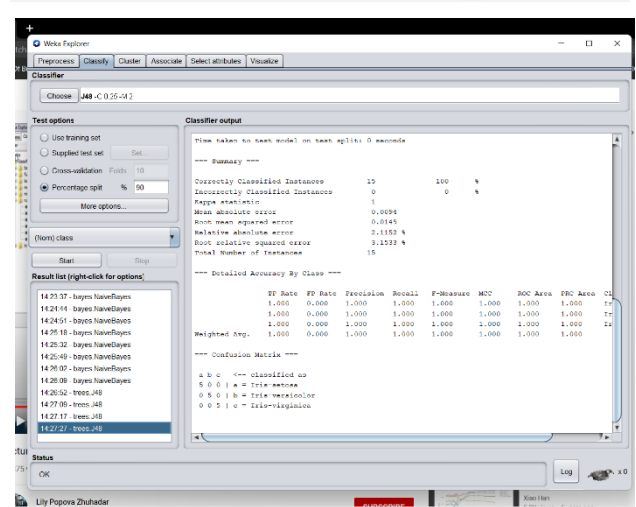 Weka Explorer
Preprocess Classify Cluster Associate Select attributes Visualize
Classifier
Choose J48 -C 0.25 -M 2
Test options
Use training set
Supplied test set Set...
Cross-validation Folds 10
Percentage split % 90
More options...
(Nom) class
Start Stop
Result list (right-click for options)
14:23:37 - bayes.NaiveBayes
14:24:44 - bayes.NaiveBayes
14:24:51 - bayes.NaiveBayes
14:25:18 - bayes.NaiveBayes
14:25:32 - bayes.NaiveBayes
14:25:49 - bayes.NaiveBayes
14:26:02 - bayes.NaiveBayes
14:26:09 - bayes.NaiveBayes
14:26:52 - trees.J48
14:27:09 - trees.J48
14:27:17 - trees.J48
14:27:27 - trees.J48
Classifier output
Time taken to test model on test split: 0 seconds
=== Summary ===
Correctly Classified Instances 15 100 %
Incorrectly Classified Instances 0 0 %
Kappa statistic 1
Mean absolute error 0.0094
Root mean squared error 0.0145
Relative absolute error 2.1152 %
Root relative squared error 3.1533 %
Total Number of Instances 15
=== Detailed Accuracy By Class ===
TP Rate FP Rate Precision Recall F-Measure MCC ROC Area PRC Area Cl
1.000 0.000 1.000 1.000 1.000 1.000 1.000 1.000 Ir
1.000 0.000 1.000 1.000 1.000 1.000 1.000 1.000 Ir
1.000 0.000 1.000 1.000 1.000 1.000 1.000 1.000 Ir
Weighted Avg. 1.000 0.000 1.000 1.000 1.000 1.000 1.000 1.000
=== Confusion Matrix ===
a b c <-- classified as
5 0 0 | a = Iris-setosa
0 5 0 | b = Iris-versicolor
0 0 5 | c = Iris-virginica
Status
OK
Log x 0
Lily Popova Zhuhadar
Xiao Han